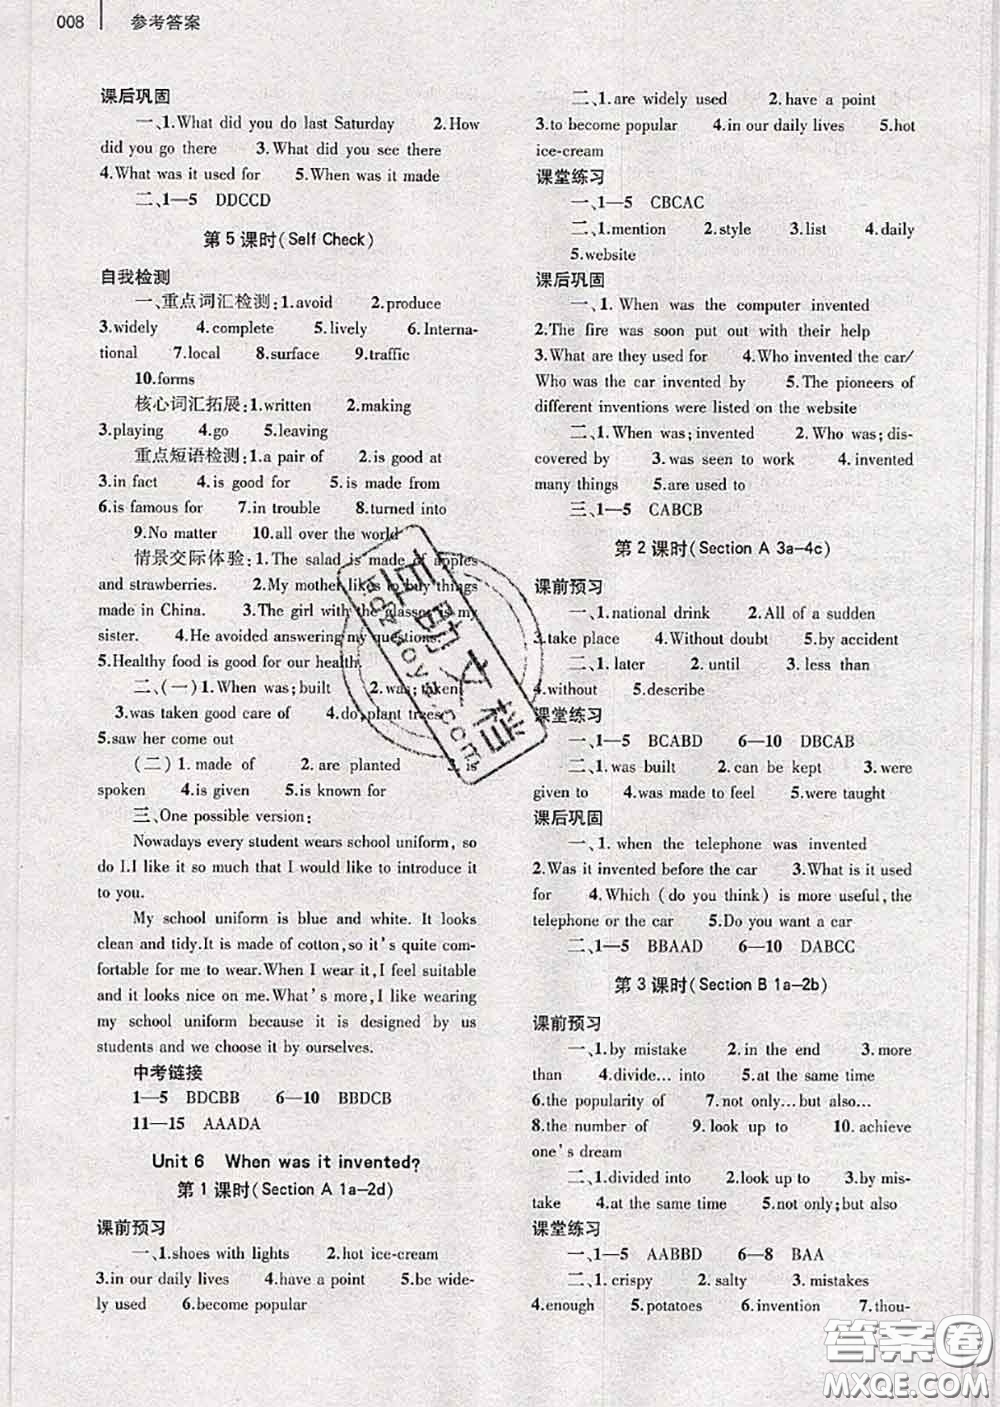 008 参考答案
课后巩固
一、1.What did you do last Saturday 2.How
did you go there 3.What did you see there
4.What was it used for 5.When was it made
二、1—5 DDCCD
第 5 课时(Self Check)
自我检测
一、重点词汇检测:1.avoid 2.produce
3.widely 4.complete 5.lively 6.Interna-
tional 7.local 8.surface 9.traffic
10.forms
核心词汇拓展:1.written 2.making
3.playing 4.go 5.leaving
重点短语检测:1.a pair of 2.is good at
3.in fact 4.is good for 5.is made from
6.is famous for 7.in trouble 8.turned into
9.No matter 10.all over the world
情景交际体验:1.The salad is made of apples
and strawberries. 2.My mother likes to buy things
made in China. 3.The girl with the glasses is my
sister. 4.He avoided answering my questions.
5.Healthy food is good for our health.
二、(一)1.When was;built 2.was;taken
3.was taken good care of 4.do,plant trees
5.saw her come out
(二)1.made of 2.are planted 3.is
spoken 4.is given 5.is known for
三、One possible version:
Nowadays every student wears school uniform, so
do I.I like it so much that I would like to introduce it
to you.
My school uniform is blue and white. It looks
clean and tidy.It is made of cotton,so it's quite com-
fortable for me to wear.When I wear it,I feel suitable
and it looks nice on me.What's more,I like wearing
my school uniform because it is designed by us
students and we choose it by ourselves.
中考链接
1—5 BDCBB 6—10 BBDCB
11—15 AAADA
Unit 6 When was it invented?
第 1 课时(Section A 1a-2d)
课前预习
一、1.shoes with lights 2.hot ice-cream
3.in our daily lives 4.have a point 5.be wide-
ly used 6.become popular
二、1.are widely used 2.have a point
3.to become popular 4.in our daily lives 5.hot
ice-cream
课堂练习
一、1—5 CBCAC
二、1.mention 2.style 3.list 4.daily
5.website
课后巩固
一、1. When was the computer invented
2.The fire was soon put out with their help
3.What are they used for 4.Who invented the car/
Who was the car invented by 5.The pioneers of
different inventions were listed on the website
二、1.When was;invented 2.Who was;dis-
covered by 3.was seen to work 4.invented
many things 5.are used to
三、1—5 CABCB
第 2 课时(Section A 3a-4c)
课前预习
一、1.national drink 2.All of a sudden
3.take place 4.Without doubt 5.by accident
二、1. later 2. until 3. less than
4.without 5.describe
课堂练习
一、1—5 BCABD 6—10 DBCAB
二、1.was built 2.can be kept 3.were
given to 4.was made to feel 5.were taught
课后巩固
一、1. when the telephone was invented
2.Was it invented before the car 3.What is it used
for 4.Which (do you think) is more useful,the
telephone or the car 5.Do you want a car
二、1—5 BBAAD 6—10 DABCC
第 3 课时(Section B 1a-2b)
课前预习
一、1.by mistake 2.in the end 3.more
than 4.divide… into 5.at the same time
6.the popularity of 7.not only…but also…
8.the number of 9.look up to 10.achieve
one's dream
二、1.divided into 2.look up to 3.by mis-
take 4.at the same time 5.not only;but also
课堂练习
一、1—5 AABBD 6—8 BAA
二、1. crispy 2. salty 3. mistakes
4.enough 5.potatoes 6.invention 7.thou-
答案圈
MXQE.COM